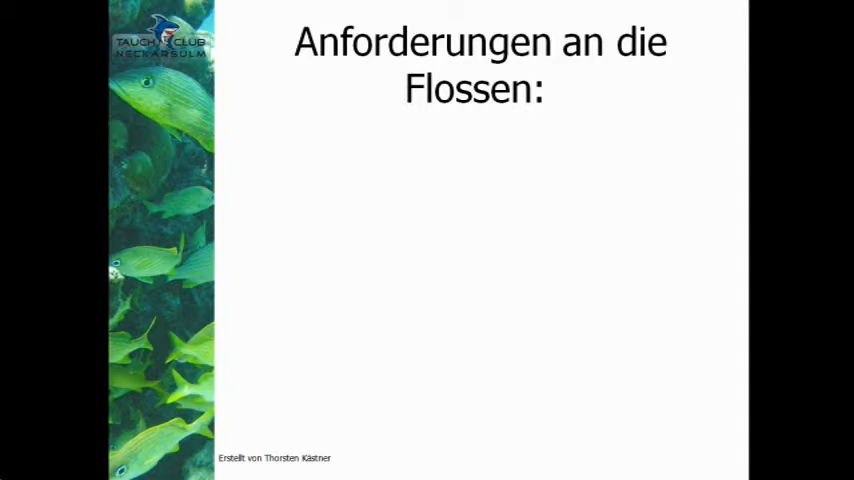 TAUCH CLUB
NECKARSULM
Anforderungen an die
Flossen:
Erstellt von Thorsten Kästner